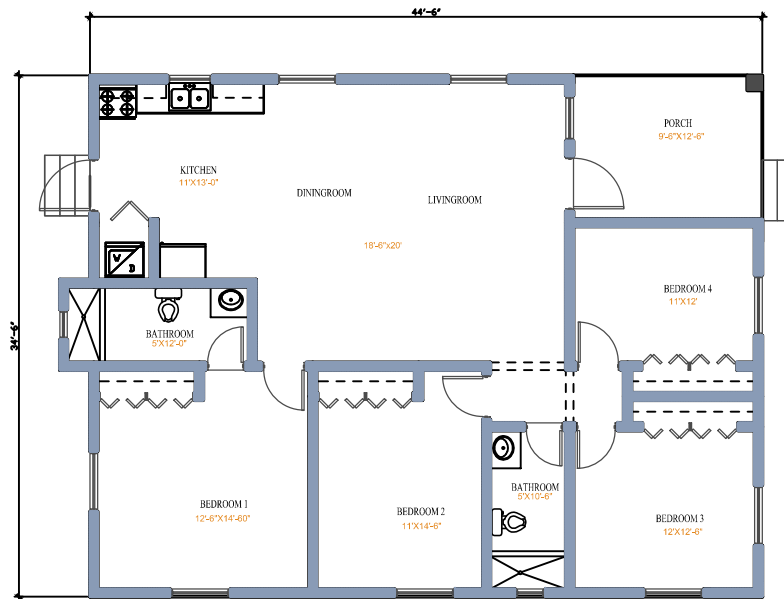 44'-6"
34'-6"
PORCH
9'-6"X12'-6"
KITCHEN
11'X13'-0"
DININGROOM
LIVINGROOM
18'-6"x20'
W
D
BEDROOM 4
11'X12'
BATHROOM
5'X12'-0"
BEDROOM 1
12'-6"X14'-60"
BEDROOM 2
11'X14'-6"
BATHROOM
5'X10'-6"
BEDROOM 3
12'X12'-6"